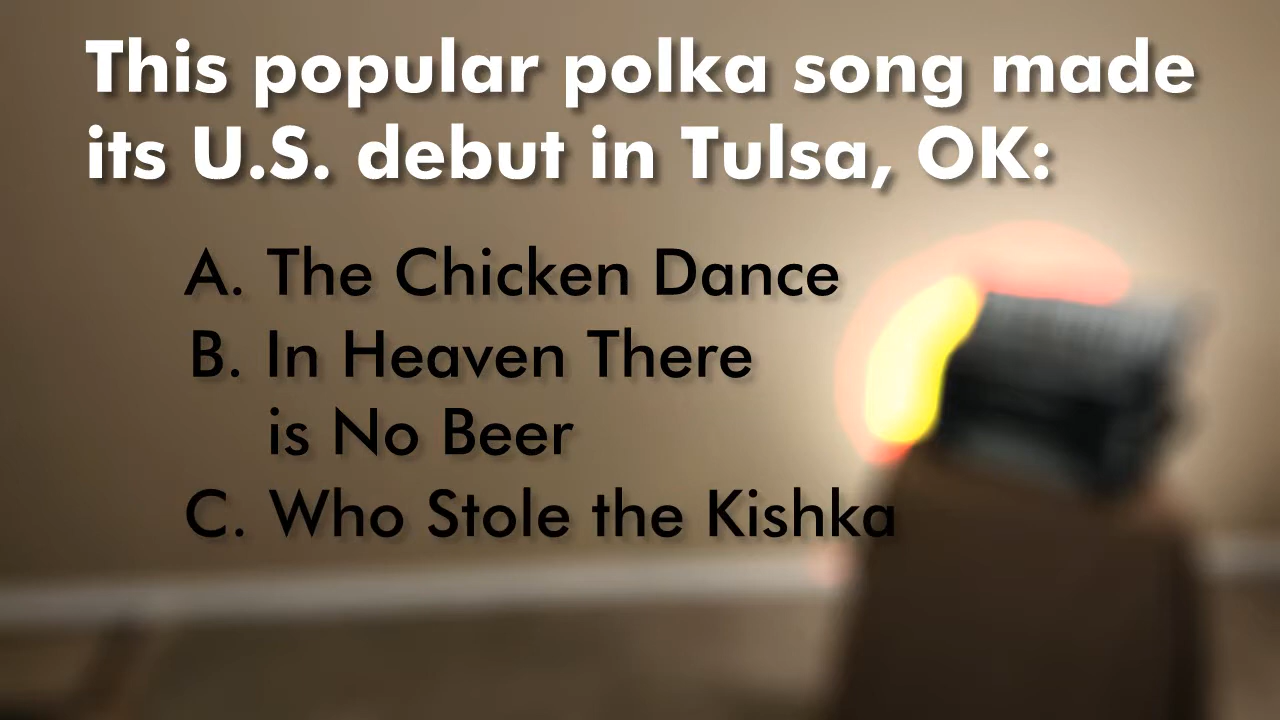 This popular polka song made
its U.S. debut in Tulsa, OK:
A. The Chicken Dance
B. In Heaven There
is No Beer
C. Who Stole the Kishka